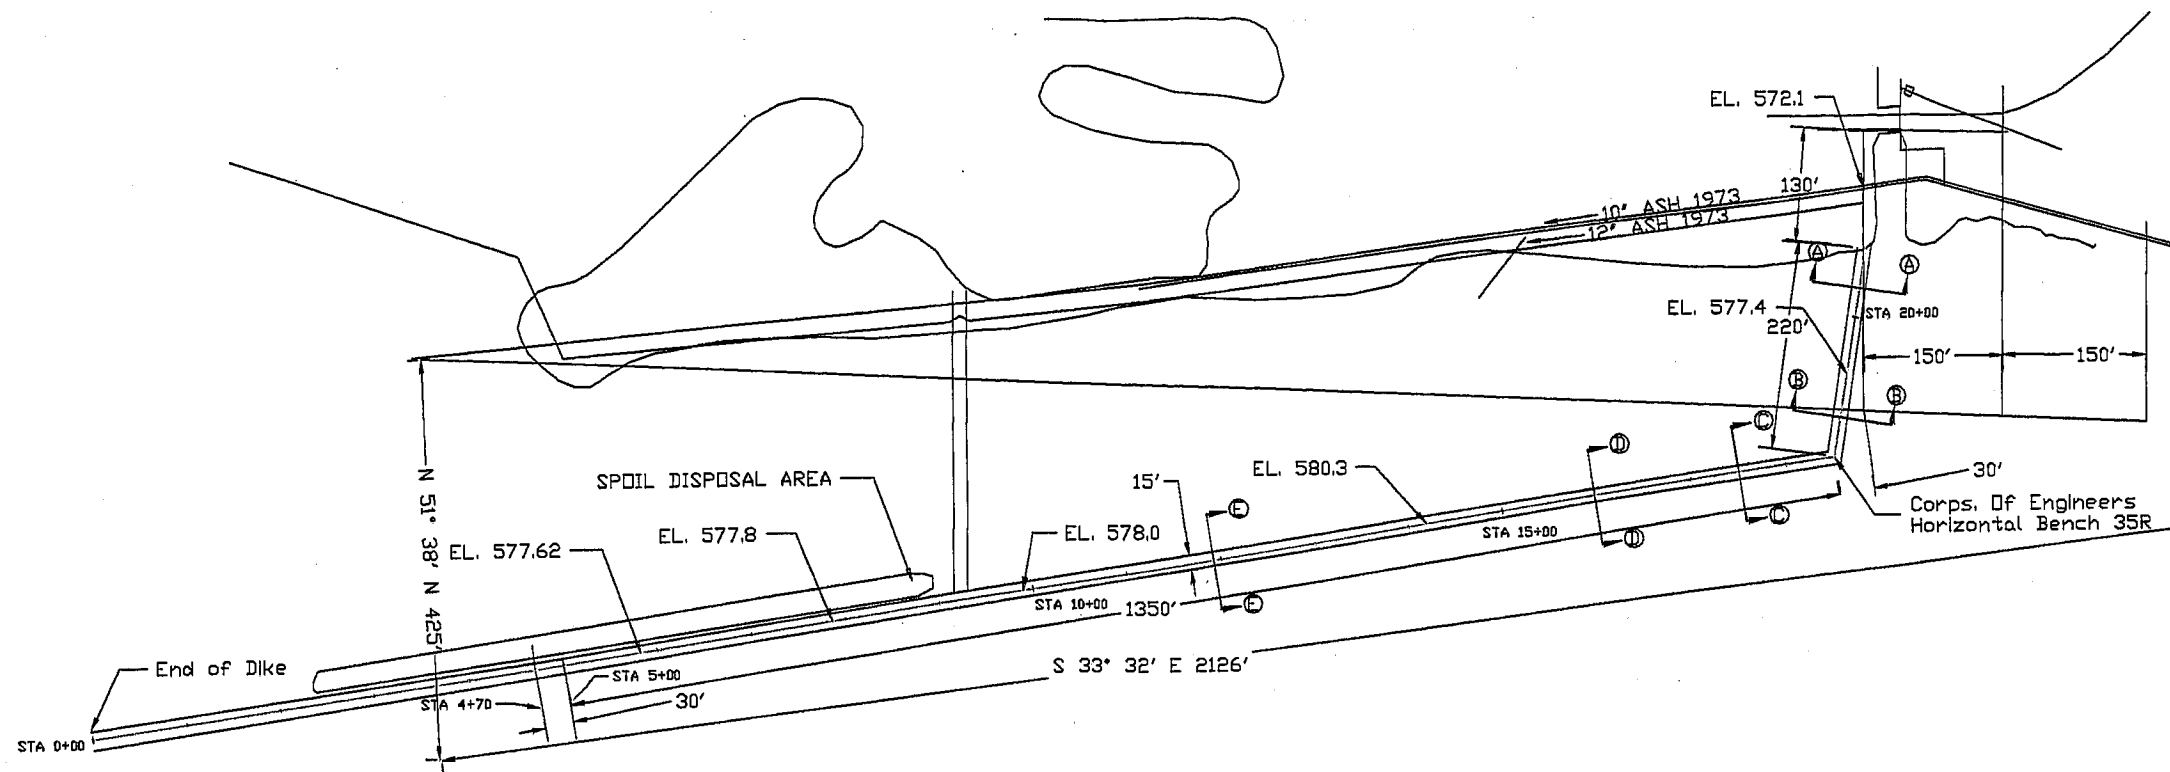 EL. 572.1
130'
10" ASH 1973
12" ASH 1973
A
A
EL. 577.4
STA 20+00
220'
150'
150'
B
B
C
D
30'
SPOIL DISPOSAL AREA
EL. 580.3
15'
E
Corps. Of Engineers
Horizontal Bench 35R
N 51° 38' N 425'
EL. 577.62
EL. 577.8
EL. 578.0
STA 15+00
D
C
STA 10+00
1350'
E
End of Dike
S 33° 32' E 2126'
STA 5+00
STA 4+70
30'
STA 0+00